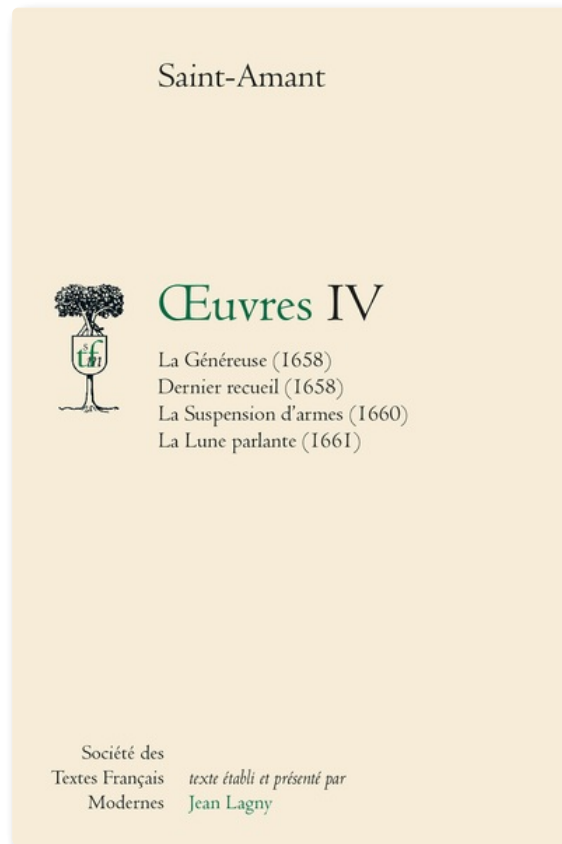 Saint-Amant
Œuvres IV
stfm
La Généreuse (1658)
Dernier recueil (1658)
La Suspension d'armes (1660)
La Lune parlante (1661)
Société des
Textes Français
Modernes
texte établi et présenté par
Jean Lagny